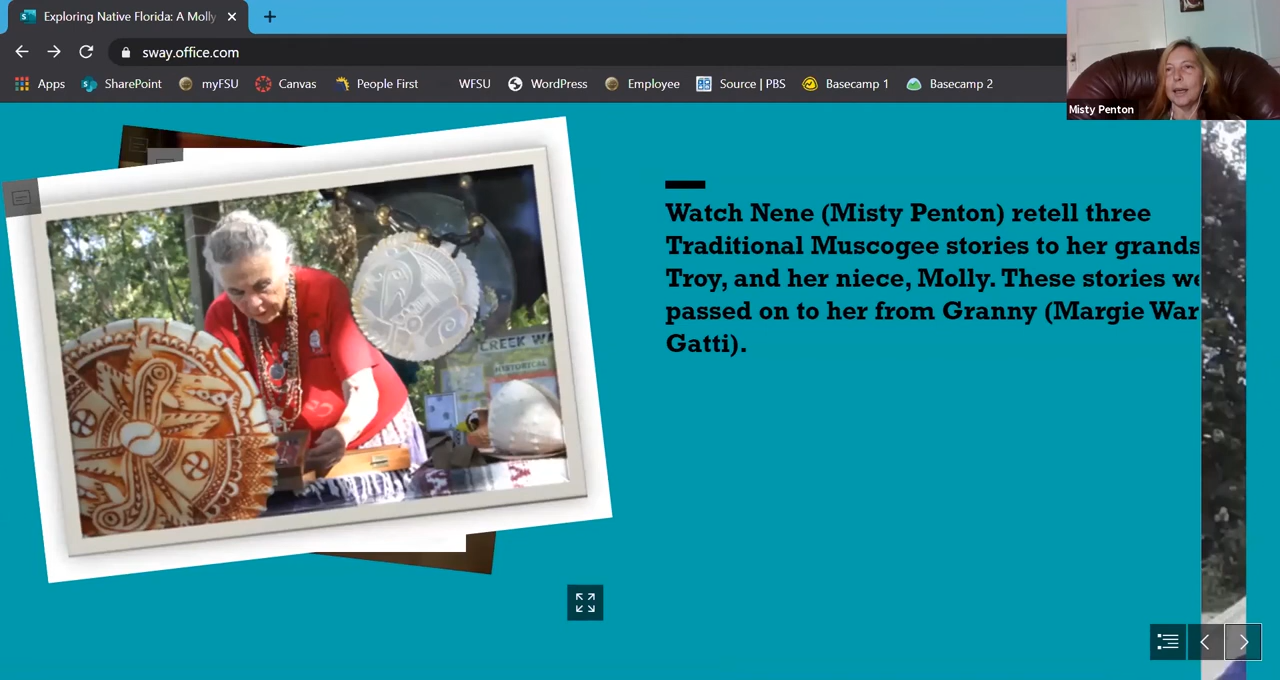 Exploring Native Florida: A Molly
sway.office.com
Apps SharePoint myFSU Canvas People First WFSU WordPress Employee Source | PBS Basecamp 1 Basecamp 2
Misty Penton
Watch Nene (Misty Penton) retell three
Traditional Muscogee stories to her grands
Troy, and her niece, Molly. These stories we
passed on to her from Granny (Margie War
Gatti).
CREEK WA
HISTORICAL